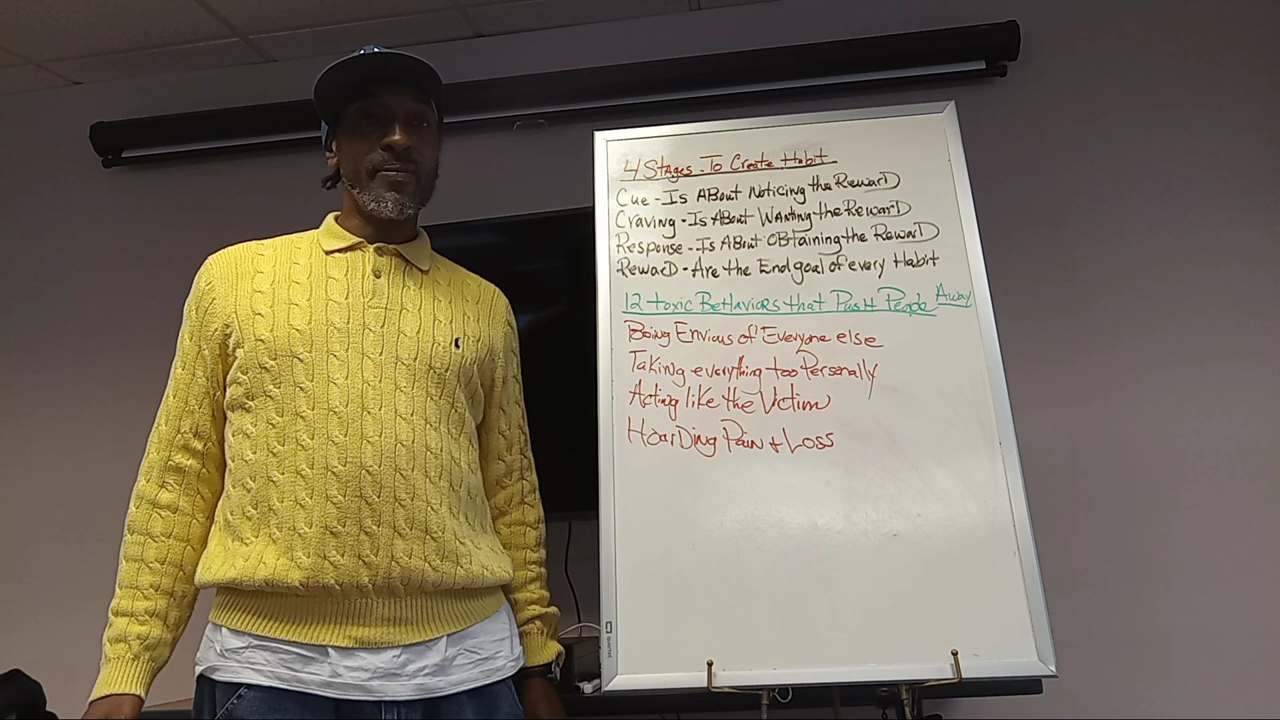 4 Stages - To Create Habit
Cue - Is About Noticing the Reward
Craving - Is About Wanting the Reward
Response - Is About Obtaining the Reward
Reward - Are the End goal of every Habit
12 toxic Behaviors that Push People Away
Being Envious of Everyone else
Taking everything too Personally
Acting like the Victim
Hoarding Pain + Loss